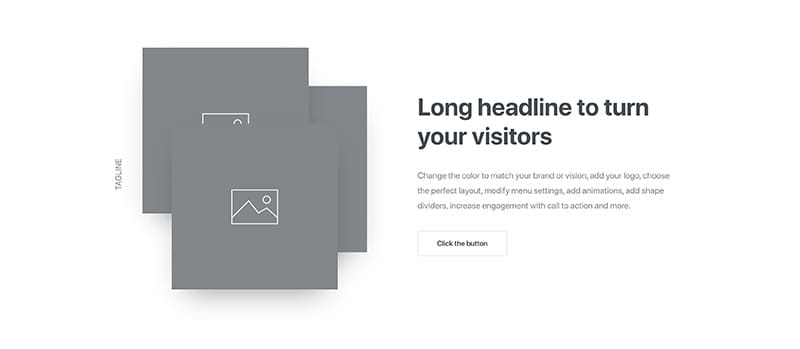 TAGLINE
Long headline to turn
your visitors
Change the color to match your brand or vision, add your logo, choose
the perfect layout, modify menu settings, add animations, add shape
dividers, increase engagement with call to action and more.
Click the button